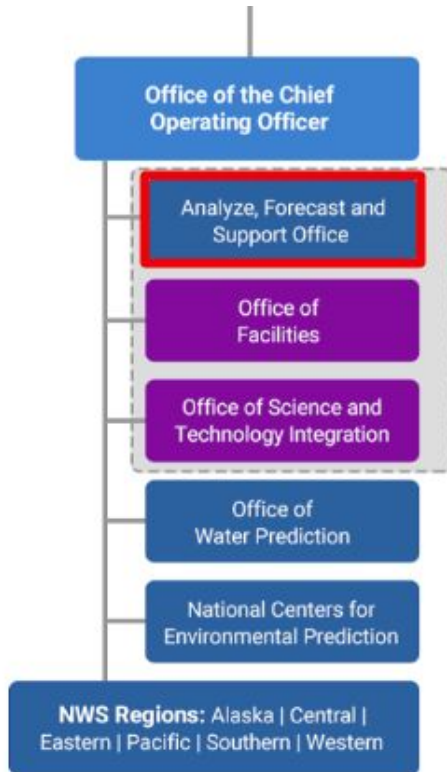 Office of the Chief
Operating Officer
Analyze, Forecast and
Support Office
Office of
Facilities
Office of Science and
Technology Integration
Office of
Water Prediction
National Centers for
Environmental Prediction
NWS Regions: Alaska | Central |
Eastern | Pacific | Southern | Western